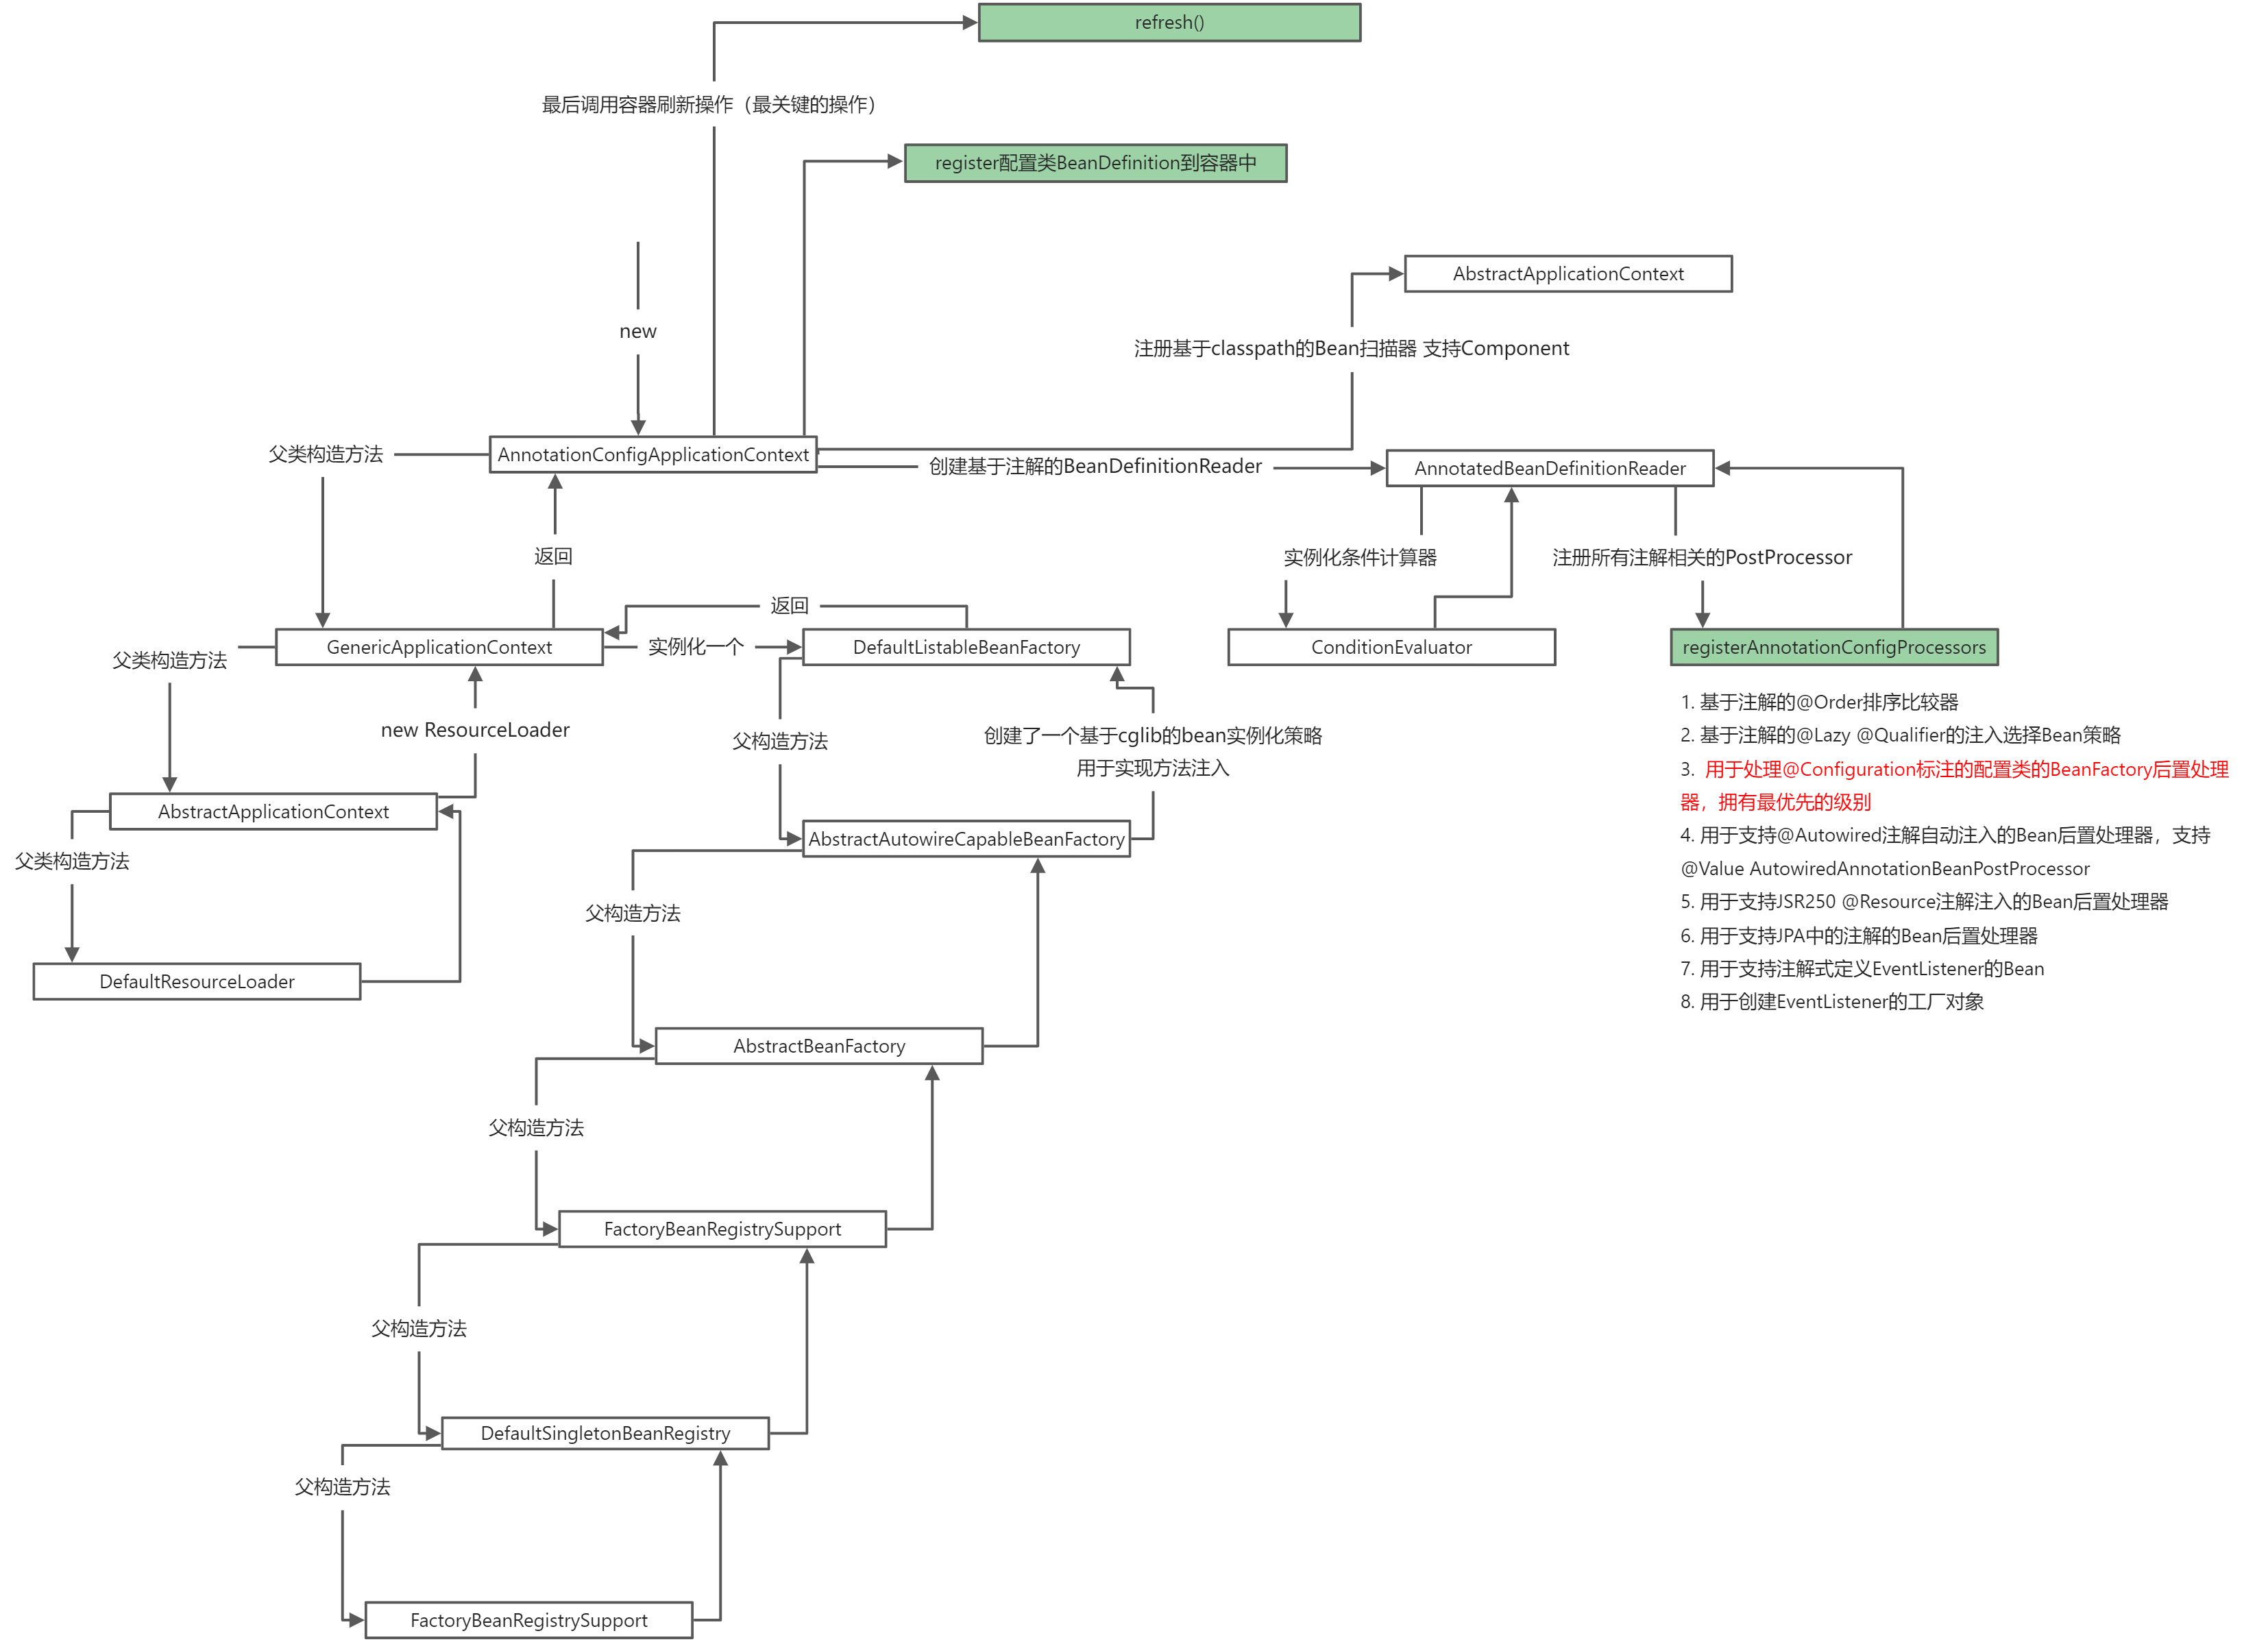 refresh()
最后调用容器刷新操作（最关键的操作）
register配置类BeanDefinition到容器中
AbstractApplicationContext
new
注册基于classpath的Bean扫描器 支持Component
父类构造方法
AnnotationConfigApplicationContext
创建基于注解的BeanDefinitionReader
AnnotatedBeanDefinitionReader
返回
实例化条件计算器
注册所有注解相关的PostProcessor
返回
GenericApplicationContext
实例化一个
DefaultListableBeanFactory
ConditionEvaluator
registerAnnotationConfigProcessors
父类构造方法
new ResourceLoader
父构造方法
创建了一个基于cglib的bean实例化策略
用于实现方法注入
1. 基于注解的@Order排序比较器
2. 基于注解的@Lazy @Qualifier的注入选择Bean策略
3. 用于处理@Configuration标注的配置类的BeanFactory后置处理
器，拥有最优先的级别
4. 用于支持@Autowired注解自动注入的Bean后置处理器，支持
@Value AutowiredAnnotationBeanPostProcessor
5. 用于支持JSR250 @Resource注解注入的Bean后置处理器
6. 用于支持JPA中的注解的Bean后置处理器
7. 用于支持注解式定义EventListener的Bean
8. 用于创建EventListener的工厂对象
AbstractApplicationContext
AbstractAutowireCapableBeanFactory
父类构造方法
父构造方法
DefaultResourceLoader
AbstractBeanFactory
父构造方法
FactoryBeanRegistrySupport
父构造方法
DefaultSingletonBeanRegistry
父构造方法
FactoryBeanRegistrySupport